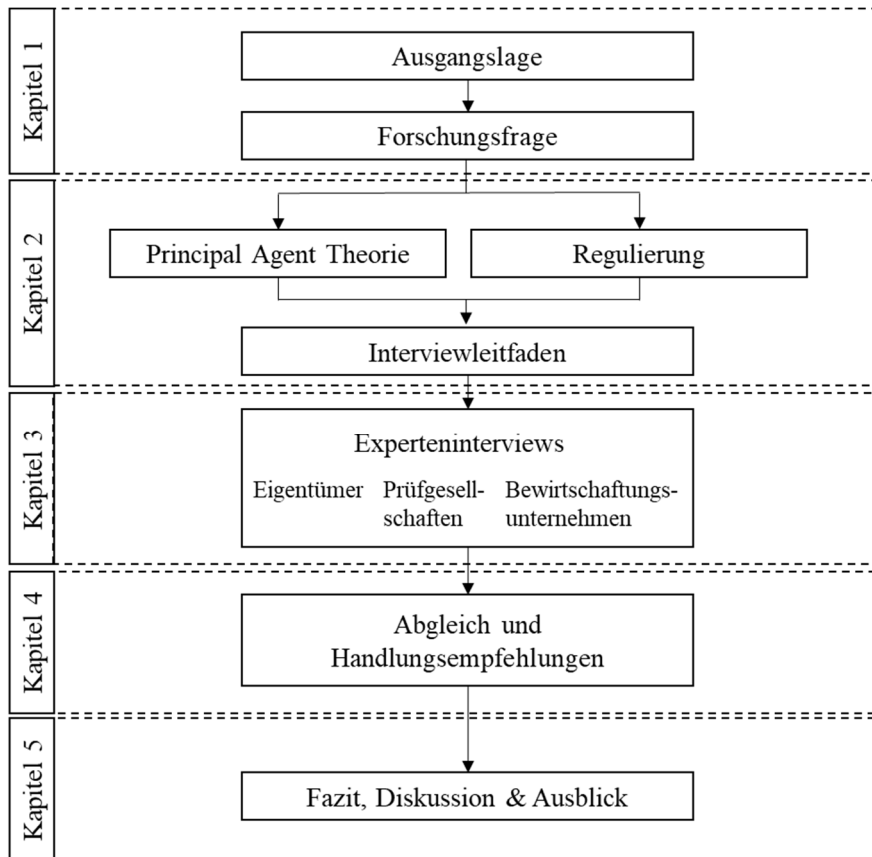 Kapitel 1
Ausgangslage
Forschungsfrage
Kapitel 2
Principal Agent Theorie
Regulierung
Interviewleitfaden
Kapitel 3
Experteninterviews
Eigentümer
Prüfgesell-
schaften
Bewirtschaftungs-
unternehmen
Kapitel 4
Abgleich und
Handlungsempfehlungen
Kapitel 5
Fazit, Diskussion & Ausblick